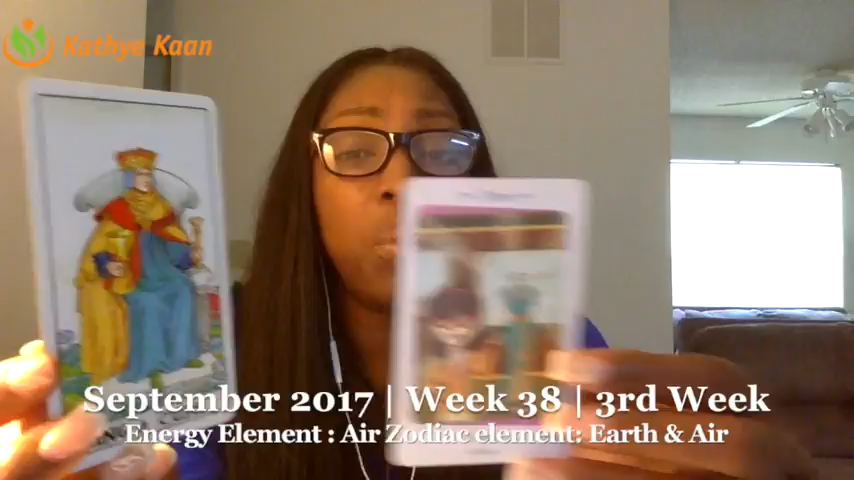 Kathye Kaan
September 2017 | Week 38 | 3rd Week
Energy Element : Air Zodiac element: Earth & Air